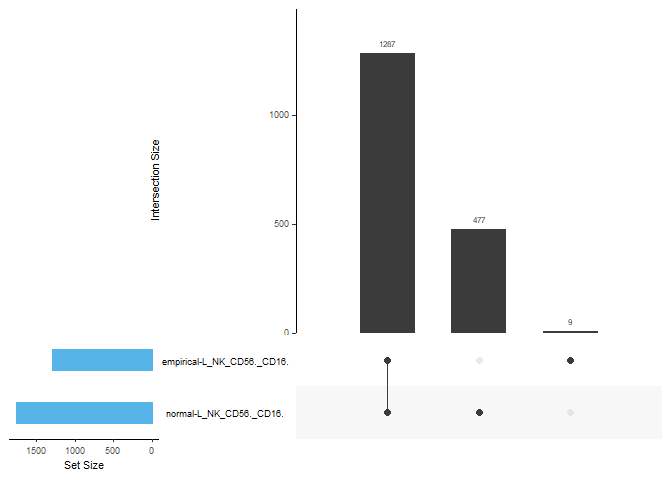 1287
1000
Intersection Size
500
477
9
0
empirical-L_NK_CD56._CD16.
normal-L_NK_CD56._CD16.
1500 1000 500 0
Set Size